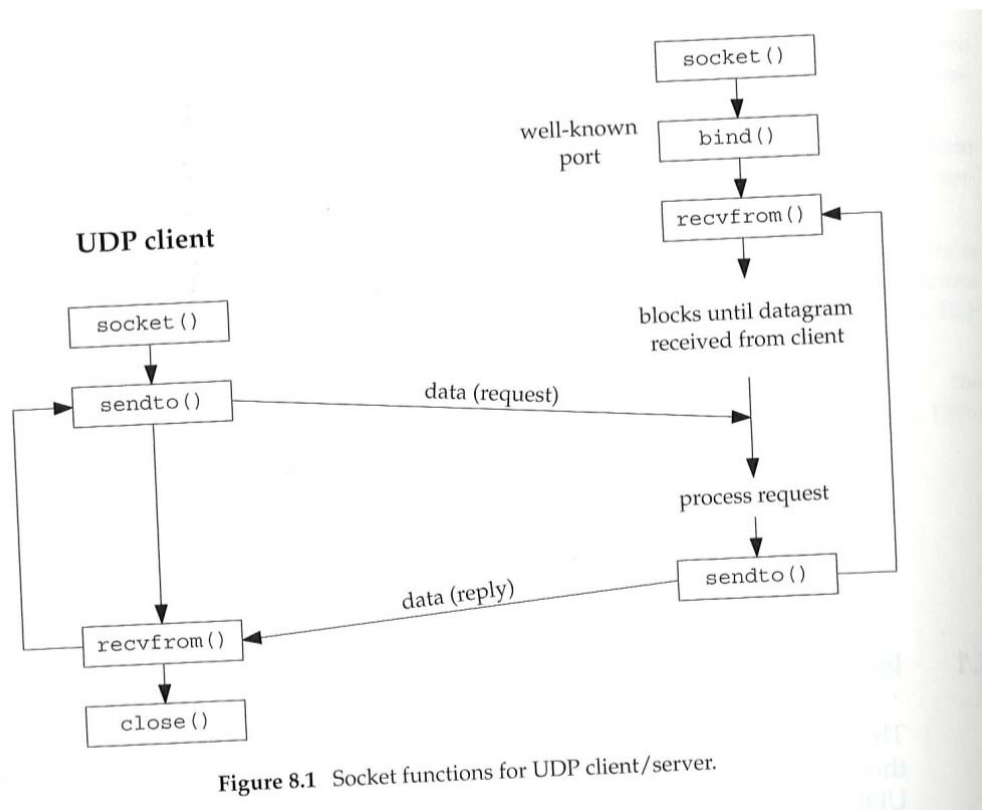 socket()
well-known
port
bind()
recvfrom()
UDP client
blocks until datagram
received from client
socket()
data (request)
sendto()
process request
sendto()
data (reply)
recvfrom()
close()
Figure 8.1 Socket functions for UDP client/server.